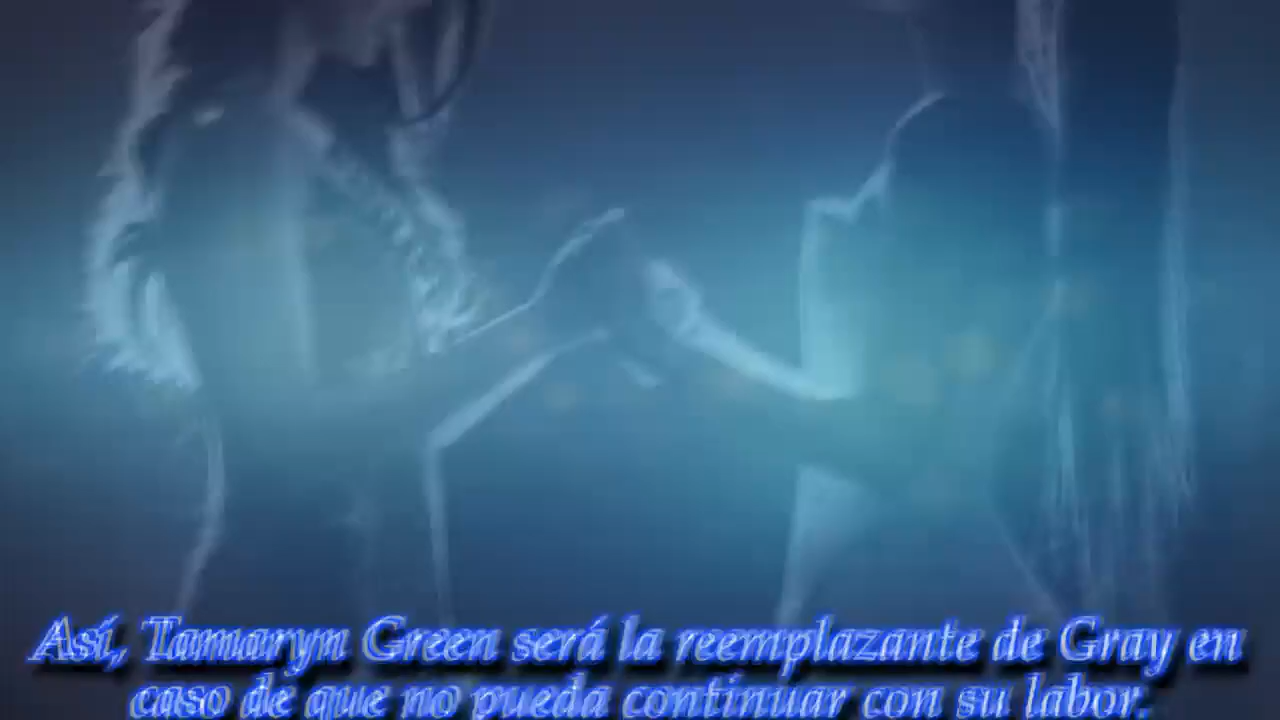 Así, Tamaryn Green será la reemplazante de Gray en
caso de que no pueda continuar con su labor.